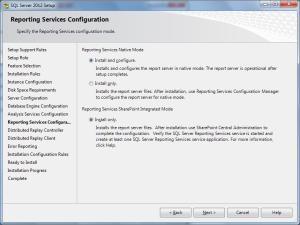 SQL Server 2012 Setup
Reporting Services Configuration
Specify the Reporting Services configuration mode.
Setup Support Rules
Setup Role
Feature Selection
Installation Rules
Instance Configuration
Disk Space Requirements
Server Configuration
Database Engine Configuration
Analysis Services Configuration
Reporting Services Configura...
Distributed Replay Controller
Distributed Replay Client
Error Reporting
Installation Configuration Rules
Ready to Install
Installation Progress
Complete
Reporting Services Native Mode
Install and configure.
Installs and configures the report server in native mode. The report server is operational after
setup completes.
Install only.
Installs the report server files. After installation, use Reporting Services Configuration Manager
to configure the report server for native mode.
Reporting Services SharePoint Integrated Mode
Install only.
Installs the report server files. After installation use SharePoint Central Administration to
complete the configuration. Verify the SQL Server Reporting Services service is started and
create at least one SQL Server Reporting Services service application. For more information,
click Help.
< Back
Next >
Cancel
Help